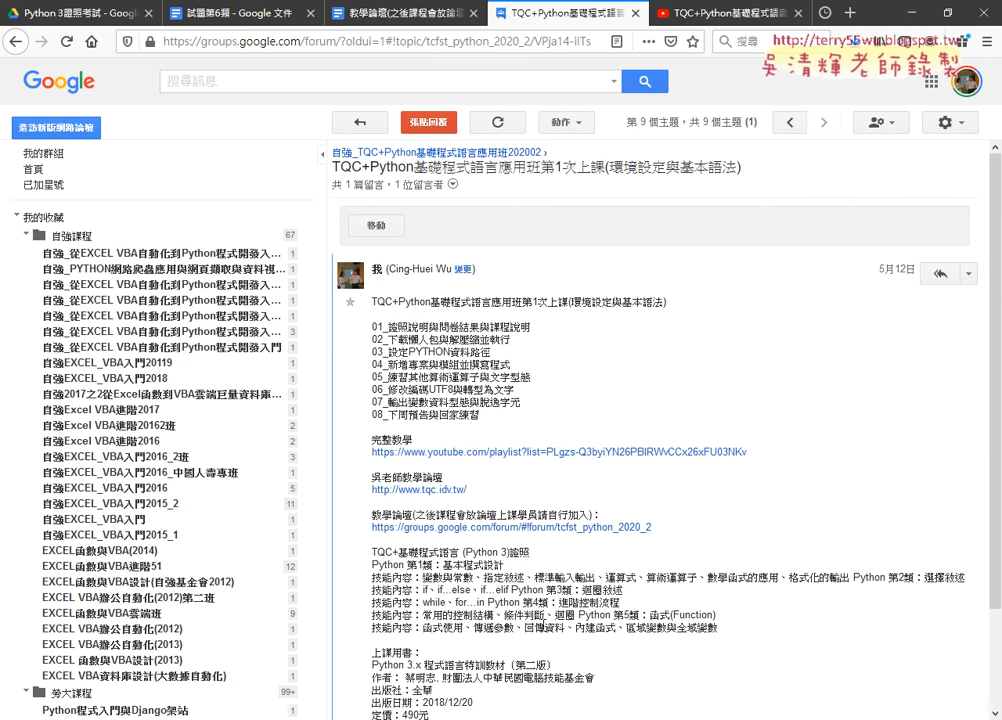 Python 3證照考試 - Googl
試題第6類 - Google 文件
教學論壇(之後課程會放論壇
TQC+Python基礎程式語言
TQC+Python基礎程式語言
https://groups.google.com/forum/?oldui=1#!topic/tcfst_python_2020_2/VPja14-iITs
搜尋
http://terry55wu.blogspot.tw
吳清輝老師錄製
Google
搜尋訊息
造訪新版網路論壇
張貼回覆
動作
第 9 個主題，共 9 個主題 (1)
我的群組
首頁
已加星號
我的收藏
自強課程 67
自強_從EXCEL VBA自動化到Python程式開發入... 1
自強_PYTHON網路爬蟲應用與網頁擷取與資料視... 1
自強_從EXCEL VBA自動化到Python程式開發入... 1
自強_從EXCEL VBA自動化到Python程式開發入... 1
自強_從EXCEL VBA自動化到Python程式開發入... 1
自強_從EXCEL VBA自動化到Python程式開發入... 3
自強_從EXCEL VBA自動化到Python程式開發入門 1
自強EXCEL_VBA入門20119 1
自強EXCEL_VBA入門2018 1
自強2017之2從Excel函數到VBA雲端巨量資料庫... 1
自強Excel VBA進階2017 1
自強Excel VBA進階20162班 2
自強Excel VBA進階2016 2
自強EXCEL_VBA入門2016_2班 3
自強EXCEL_VBA入門2016_中國人壽專班 1
自強EXCEL_VBA入門2016 5
自強EXCEL_VBA入門2015_2 11
自強EXCEL_VBA入門 1
自強EXCEL_VBA入門2015_1 1
EXCEL函數與VBA(2014) 1
EXCEL函數與VBA進階51 12
EXCEL函數與VBA設計(自強基金會2012) 1
EXCEL VBA辦公自動化(2012)第二班 1
EXCEL函數與VBA雲端班 1
EXCEL VBA辦公自動化(2012) 1
EXCEL VBA辦公自動化(2013) 1
EXCEL 函數與VBA設計(2013) 1
EXCEL VBA資料庫設計(大數據自動化) 1
勞大課程 99+
Python程式入門與Django架站 1
自強_TQC+Python基礎程式語言應用班202002 ›
TQC+Python基礎程式語言應用班第1次上課(環境設定與基本語法)
共 1 篇留言，1 位留言者
移動
我 (Cing-Huei Wu 變更)
5月12日
TQC+Python基礎程式語言應用班第1次上課(環境設定與基本語法)
01_證照說明與問卷結果與課程說明
02_下載懶人包與解壓縮並執行
03_設定PYTHON資料路徑
04_新增專案與模組並撰寫程式
05_練習其他算術運算子與文字型態
06_修改編碼UTF8與轉型為文字
07_輸出變數資料型態與脫逸字元
08_下周預告與回家練習
完整教學
https://www.youtube.com/playlist?list=PLgzs-Q3byiYN26PBlRWvCCx26xFU03NKv
吳老師教學論壇
http://www.tqc.idv.tw/
教學論壇(之後課程會放論壇上課學員請自行加入)：
https://groups.google.com/forum/#!forum/tcfst_python_2020_2
TQC+基礎程式語言 (Python 3)證照
Python 第1類：基本程式設計
技能內容：變數與常數、指定敘述、標準輸入輸出、運算式、算術運算子、數學函式的應用、格式化的輸出 Python 第2類：選擇敘述
技能內容：if、if...else、if...elif Python 第3類：迴圈敘述
技能內容：while、for...in Python 第4類：進階控制流程
技能內容：常用的控制結構、條件判斷、迴圈 Python 第5類：函式(Function)
技能內容：函式使用、傳遞參數、回傳資料、內建函式、區域變數與全域變數
上課用書：
Python 3.x 程式語言特訓教材（第二版）
作者： 蔡明志, 財團法人中華民國電腦技能基金會
出版社：全華
出版日期：2018/12/20
定價：490元